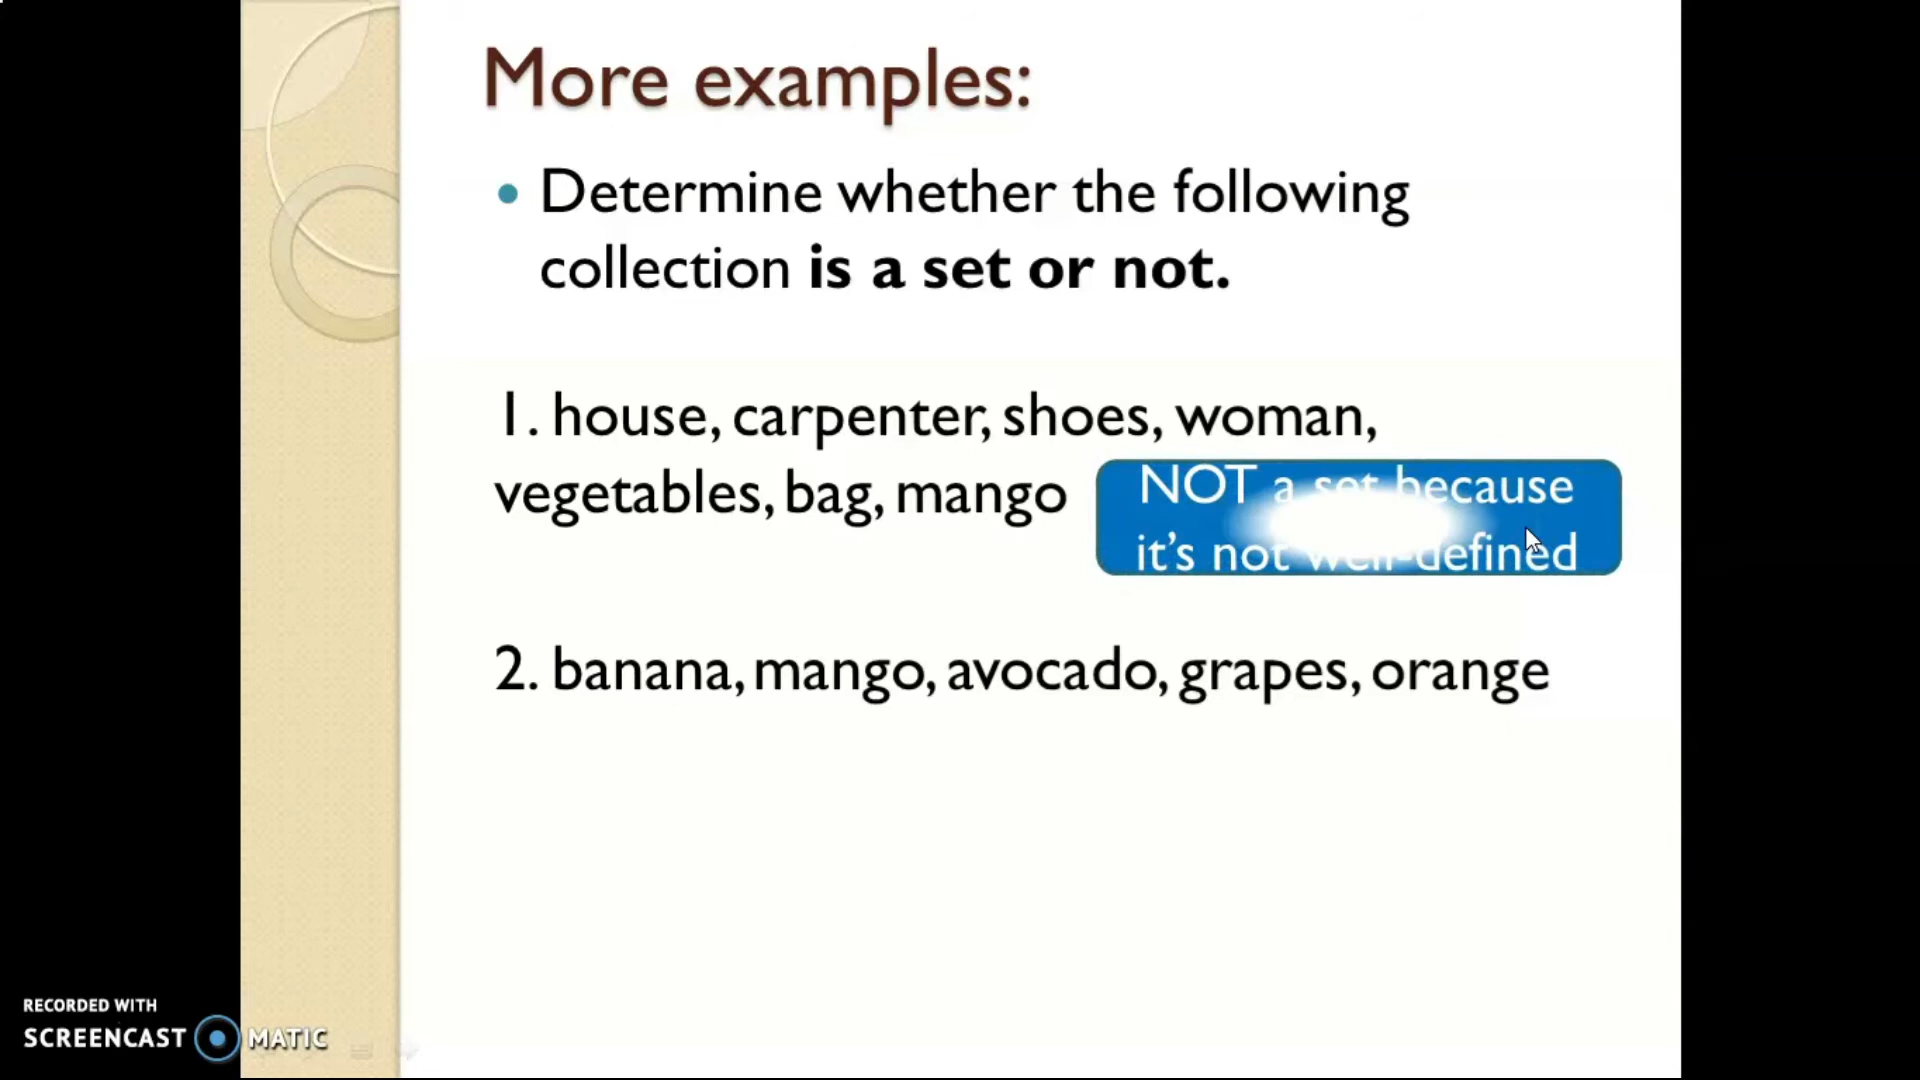 More examples:
• Determine whether the following
collection is a set or not.
1. house, carpenter, shoes, woman,
vegetables, bag, mango
NOT a set because
it's not well-defined
2. banana, mango, avocado, grapes, orange
RECORDED WITH
SCREENCAST MATIC